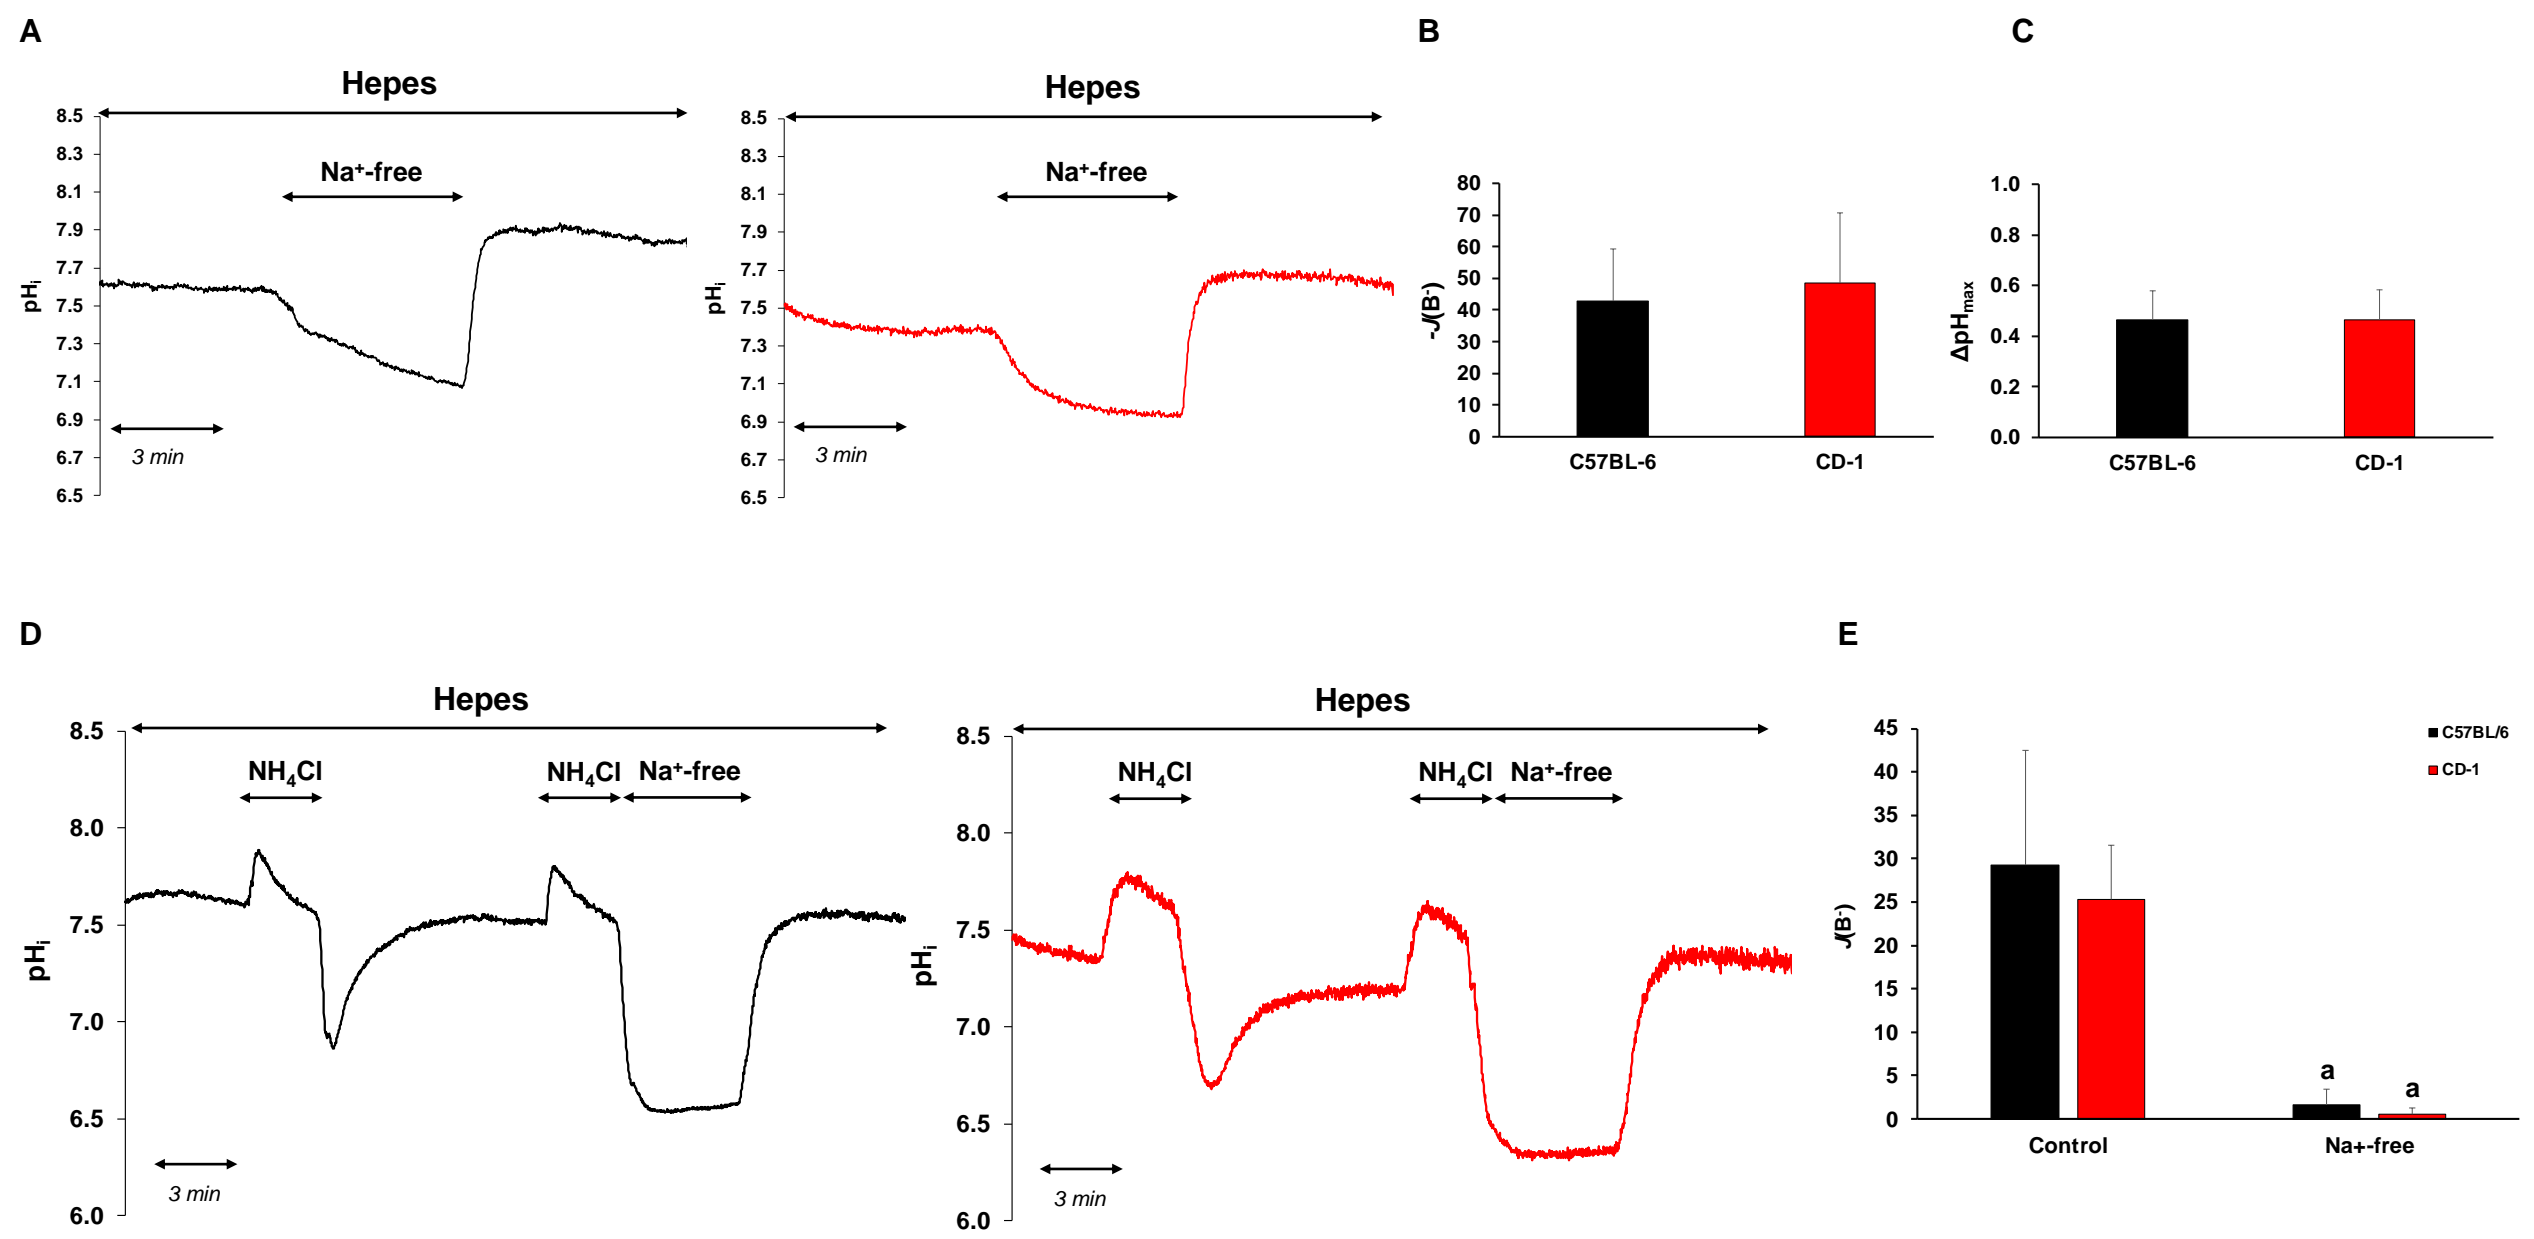 A
Hepes
8.5
8.3
8.1
7.9
7.7
7.5
7.3
7.1
6.9
6.7
6.5
pHi
Na+-free
3 min
Hepes
8.5
8.3
8.1
7.9
7.7
7.5
7.3
7.1
6.9
6.7
6.5
pHi
Na+-free
3 min
B
80
70
60
50
40
30
20
10
0
-J(B-)
C57BL-6 CD-1
C
1.0
0.8
0.6
0.4
0.2
0.0
ΔpHmax
C57BL-6 CD-1
D
Hepes
8.5
8.0
7.5
7.0
6.5
6.0
pHi
NH4Cl NH4Cl Na+-free
3 min
Hepes
8.5
8.0
7.5
7.0
6.5
6.0
pHi
NH4Cl NH4Cl Na+-free
3 min
E
45
40
35
30
25
20
15
10
5
0
J(B-)
C57BL/6
CD-1
a
a
Control Na+-free